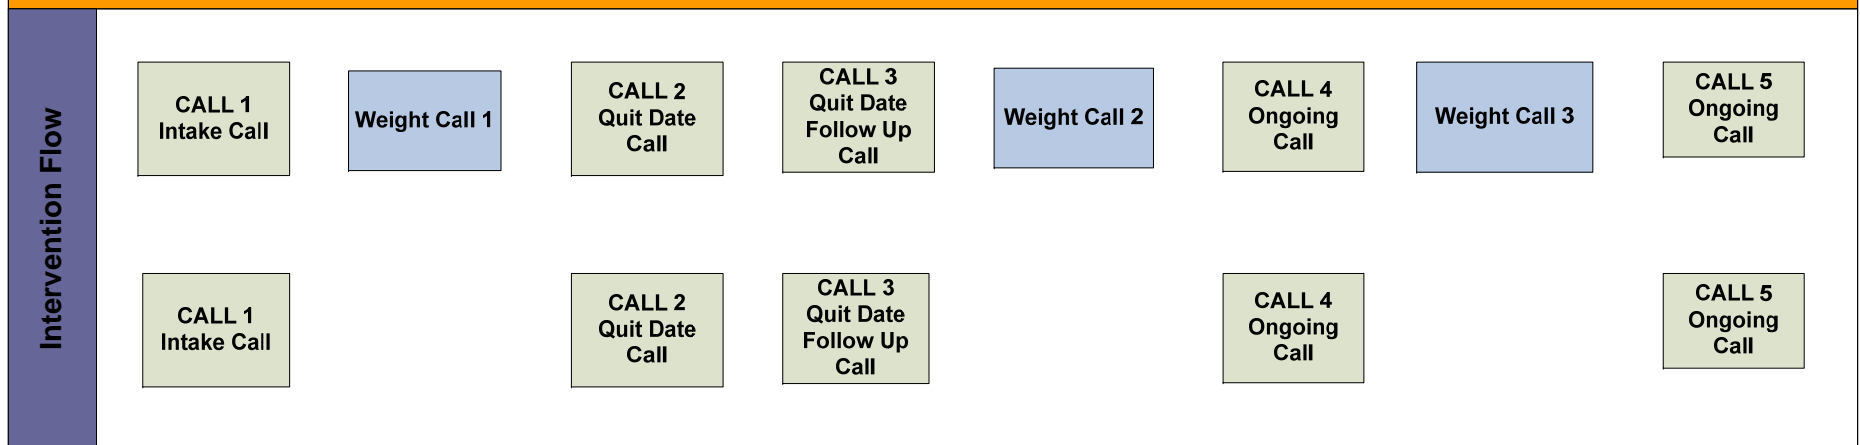 Intervention Flow
CALL 1
Intake Call
Weight Call 1
CALL 2
Quit Date
Call
CALL 3
Quit Date
Follow Up
Call
Weight Call 2
CALL 4
Ongoing
Call
Weight Call 3
CALL 5
Ongoing
Call
CALL 1
Intake Call
CALL 2
Quit Date
Call
CALL 3
Quit Date
Follow Up
Call
CALL 4
Ongoing
Call
CALL 5
Ongoing
Call